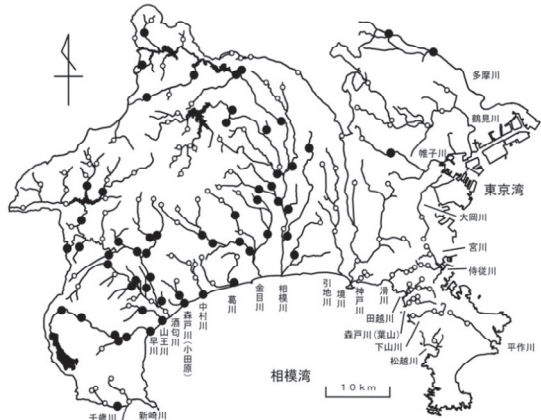 多摩川
鶴見川
帷子川
東京湾
大岡川
宮川
侍従川
平作川
松越川
下山川
森戸川(葉山)
田越川
滑川
神戸川
境川
引地川
相模川
金目川
葛川
中村川
森戸川(小田原)
酒匂川
山王川
早川
新崎川
千歳川
相模湾
10km